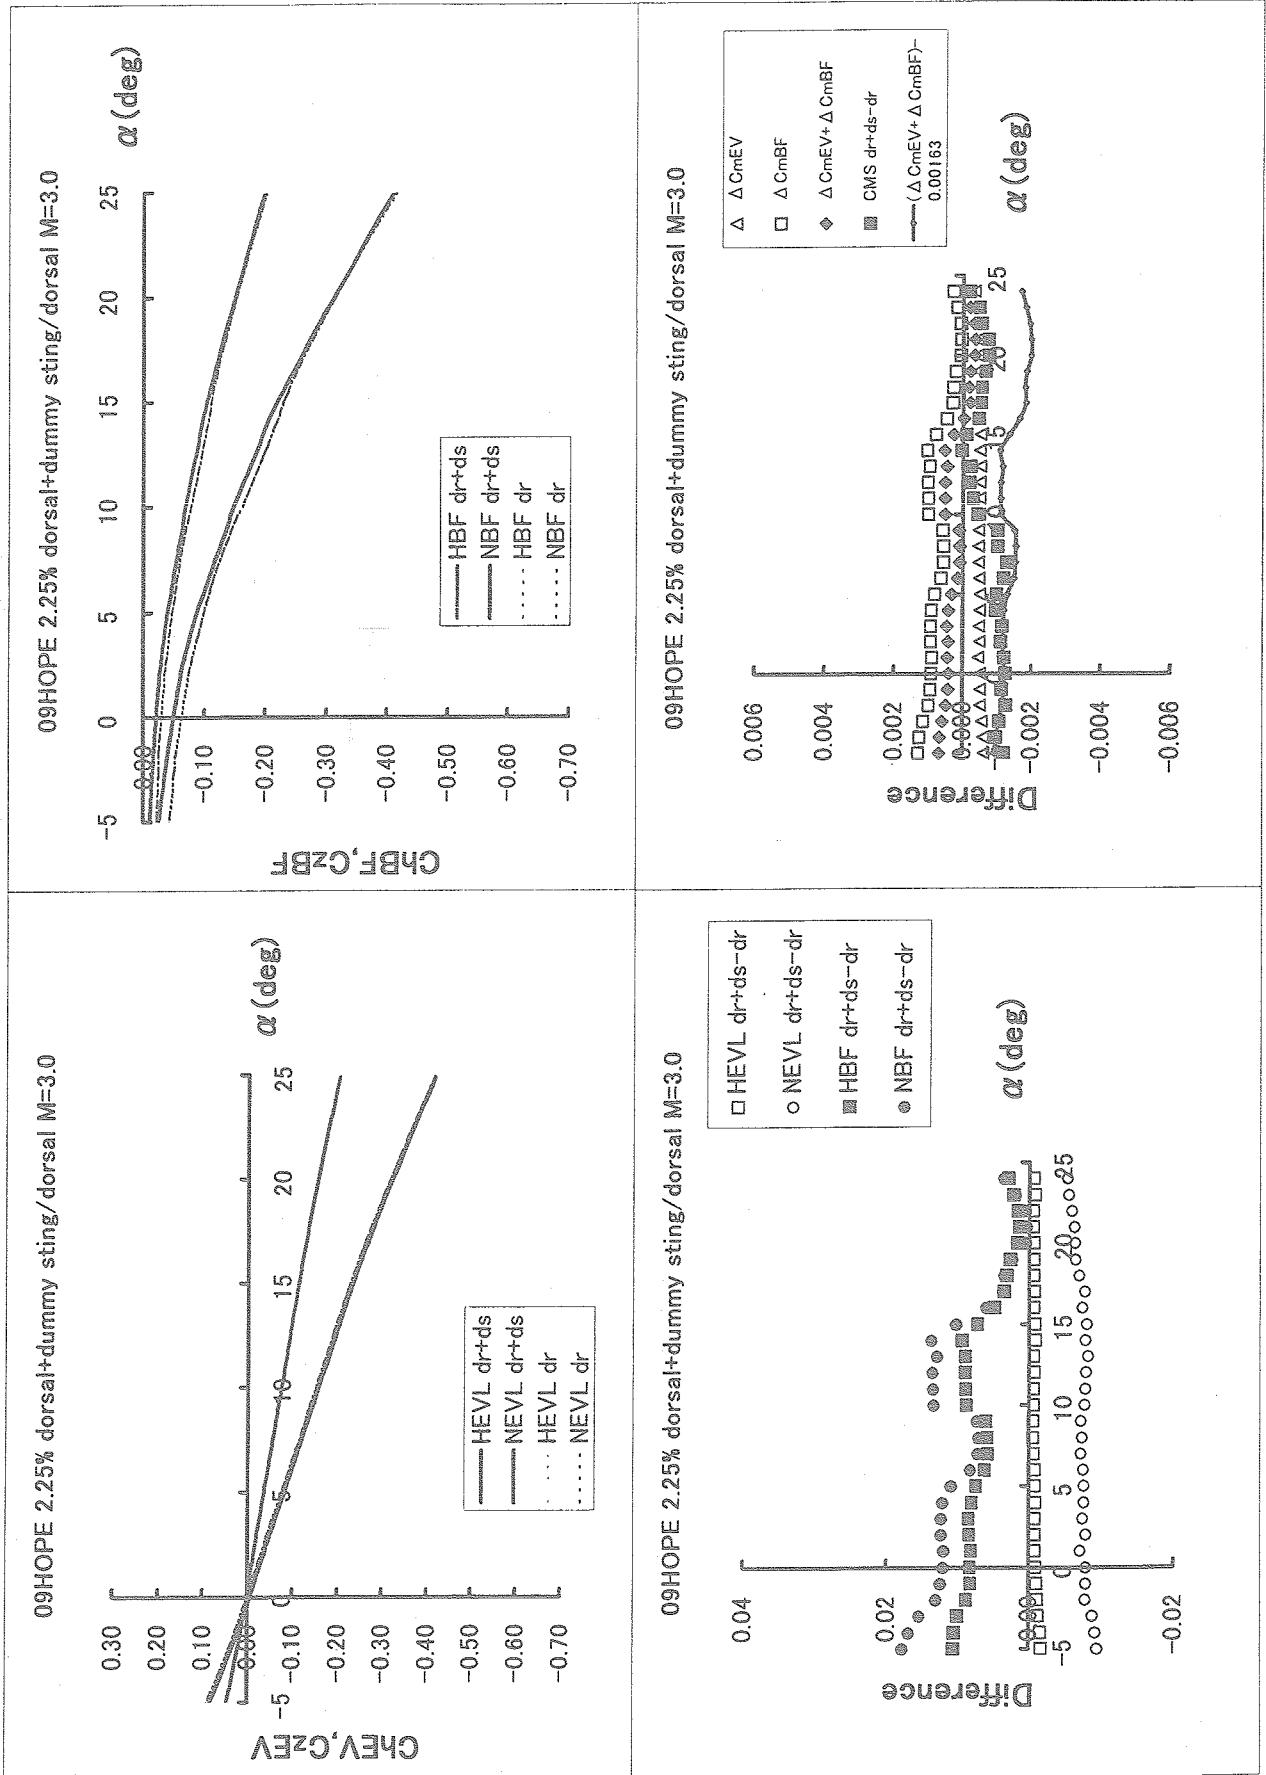 09HOPE 2.25% dorsal+dummy sting/dorsal M=3.0
ChEV,CzEV
0.30
0.20
0.10
0.00
-0.10
-0.20
-0.30
-0.40
-0.50
-0.60
-0.70
-5
0
5
10
15
20
25
α(deg)
HEVL dr+ds
NEVL dr+ds
HEVL dr
NEVL dr
09HOPE 2.25% dorsal+dummy sting/dorsal M=3.0
ChBF,CzBF
-5
0
5
10
15
20
25
α(deg)
0.00
-0.10
-0.20
-0.30
-0.40
-0.50
-0.60
-0.70
HBF dr+ds
NBF dr+ds
HBF dr
NBF dr
09HOPE 2.25% dorsal+dummy sting/dorsal M=3.0
Difference
0.04
0.02
0.00
-0.02
-5
0
5
10
15
20
25
α(deg)
HEVL dr+ds-dr
NEVL dr+ds-dr
HBF dr+ds-dr
NBF dr+ds-dr
09HOPE 2.25% dorsal+dummy sting/dorsal M=3.0
Difference
0.006
0.004
0.002
0.000
-0.002
-0.004
-0.006
15
20
25
α(deg)
Δ CmEV
Δ CmBF
Δ CmEV+Δ CmBF
CMS dr+ds-dr
(Δ CmEV+Δ CmBF)-
0.00163